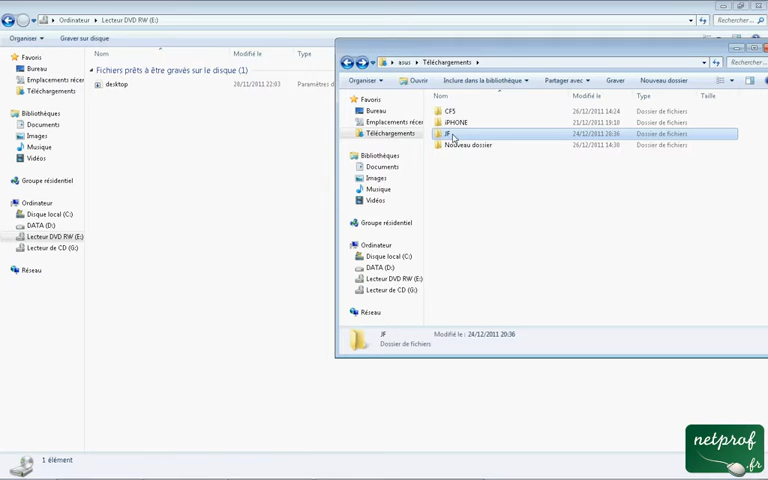 Ordinateur ▸ Lecteur DVD RW (E:)
Rechercher...
Organiser
Graver sur disque
Nom
Modifié le
Type
Fichiers prêts à être gravés sur le disque (1)
desktop
28/11/2011 22:03
Paramètres d
Favoris
Bureau
Emplacements récen
Téléchargements
Bibliothèques
Documents
Images
Musique
Vidéos
Groupe résidentiel
Ordinateur
Disque local (C:)
DATA (D:)
Lecteur DVD RW (E:)
Lecteur de CD (G:)
Réseau
1 élément
asus ▸ Téléchargements ▸
Rechercher...
Organiser
Ouvrir
Inclure dans la bibliothèque
Partager avec
Graver
Nouveau dossier
Favoris
Bureau
Emplacements récen
Téléchargements
Bibliothèques
Documents
Images
Musique
Vidéos
Groupe résidentiel
Ordinateur
Disque local (C:)
DATA (D:)
Lecteur DVD RW (E:)
Lecteur de CD (G:)
Réseau
Nom
Modifié le
Type
Taille
CF5
26/12/2011 14:24
Dossier de fichiers
iPHONE
21/12/2011 19:10
Dossier de fichiers
JF
24/12/2011 20:36
Dossier de fichiers
Nouveau dossier
26/12/2011 14:30
Dossier de fichiers
JF
Modifié le : 24/12/2011 20:36
Dossier de fichiers
netprof
.fr